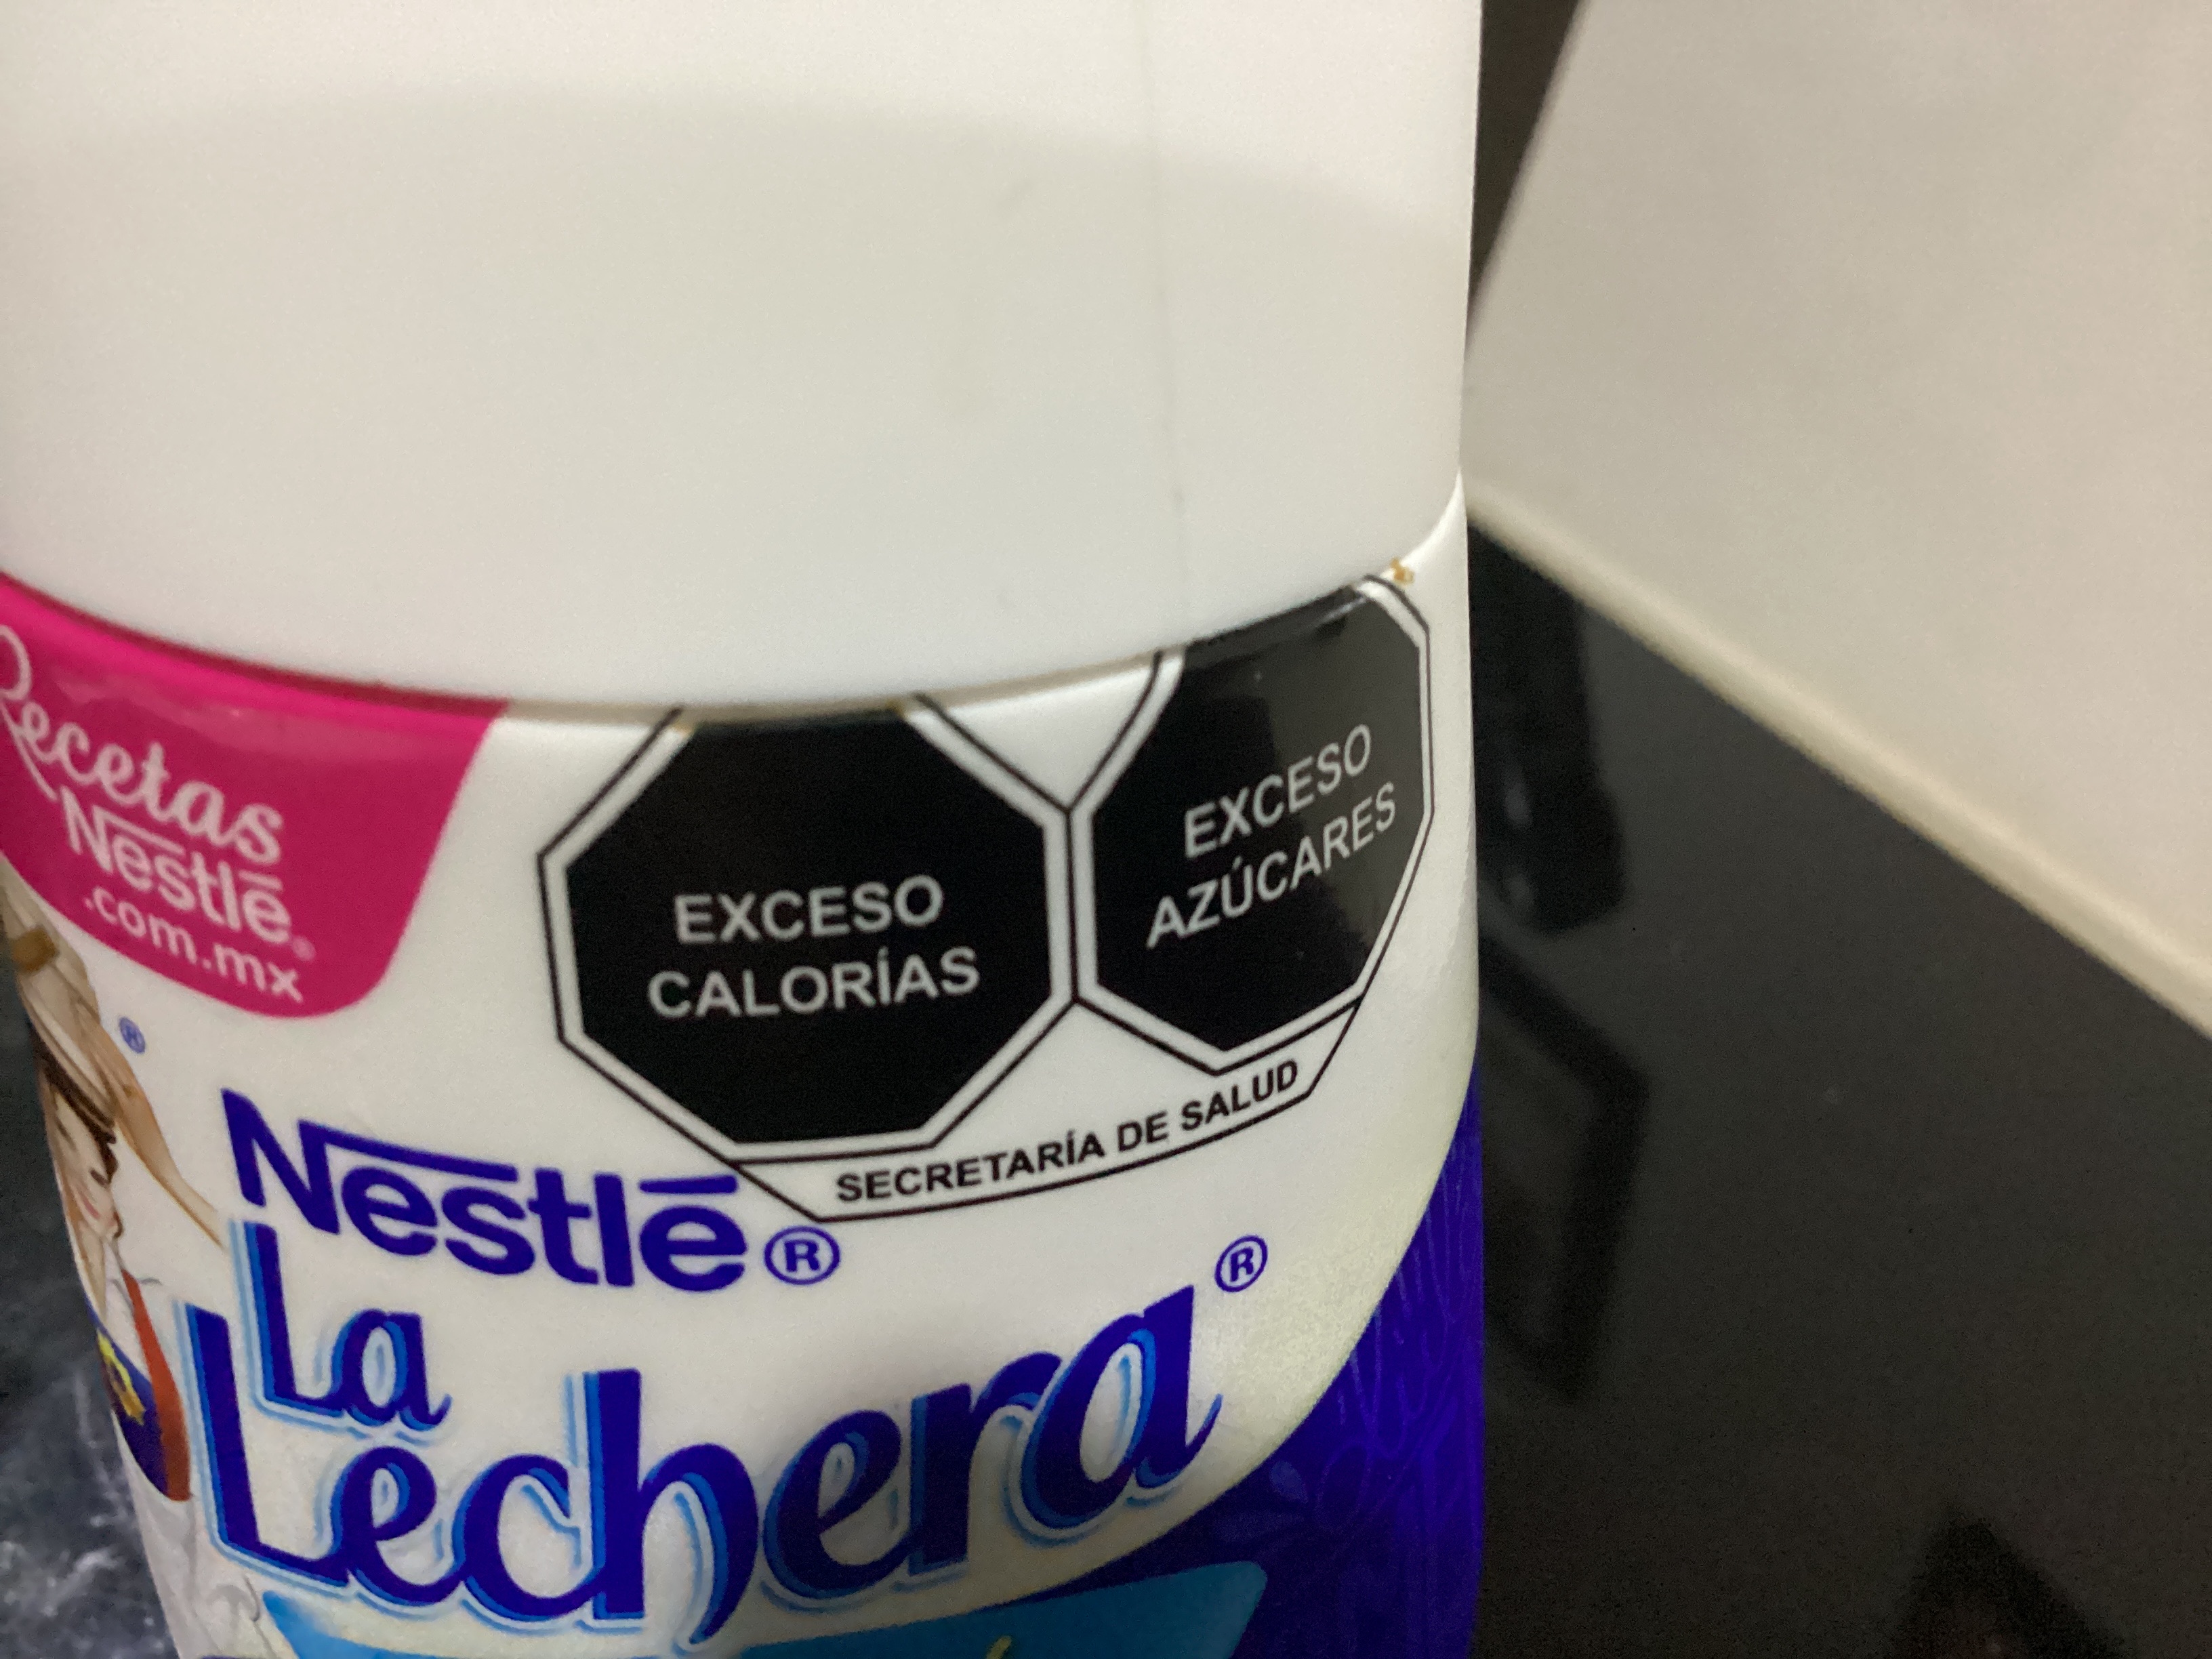 Recetas
Nestlé®
.com.mx
EXCESO
CALORÍAS
EXCESO
AZÚCARES
SECRETARÍA DE SALUD
®
Nestlé®
La
Lechera®